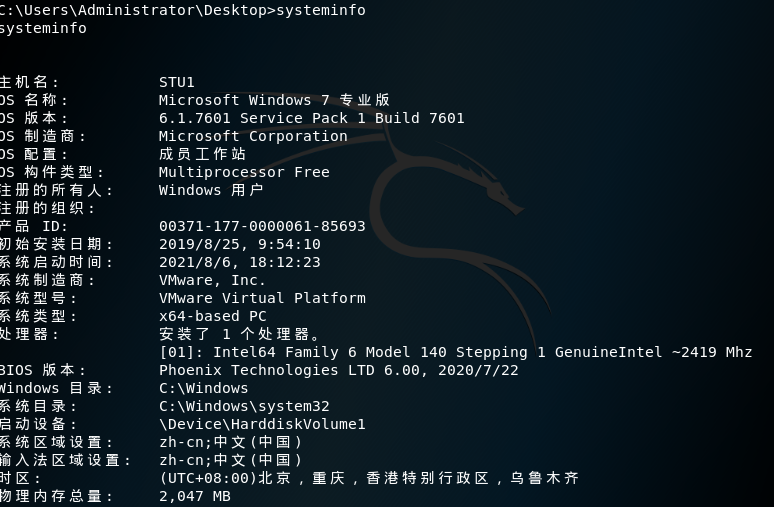 C:\Users\Administrator\Desktop>systeminfo
systeminfo
主机名: STU1
OS 名称: Microsoft Windows 7 专业版
OS 版本: 6.1.7601 Service Pack 1 Build 7601
OS 制造商: Microsoft Corporation
OS 配置: 成员工作站
OS 构件类型: Multiprocessor Free
注册的所有人: Windows 用户
注册的组织:
产品 ID: 00371-177-0000061-85693
初始安装日期: 2019/8/25, 9:54:10
系统启动时间: 2021/8/6, 18:12:23
系统制造商: VMware, Inc.
系统型号: VMware Virtual Platform
系统类型: x64-based PC
处理器: 安装了 1 个处理器。
[01]: Intel64 Family 6 Model 140 Stepping 1 GenuineIntel ~2419 Mhz
BIOS 版本: Phoenix Technologies LTD 6.00, 2020/7/22
Windows 目录: C:\Windows
系统目录: C:\Windows\system32
启动设备: \Device\HarddiskVolume1
系统区域设置: zh-cn;中文(中国)
输入法区域设置: zh-cn;中文(中国)
时区: (UTC+08:00)北京，重庆，香港特别行政区，乌鲁木齐
物理内存总量: 2,047 MB